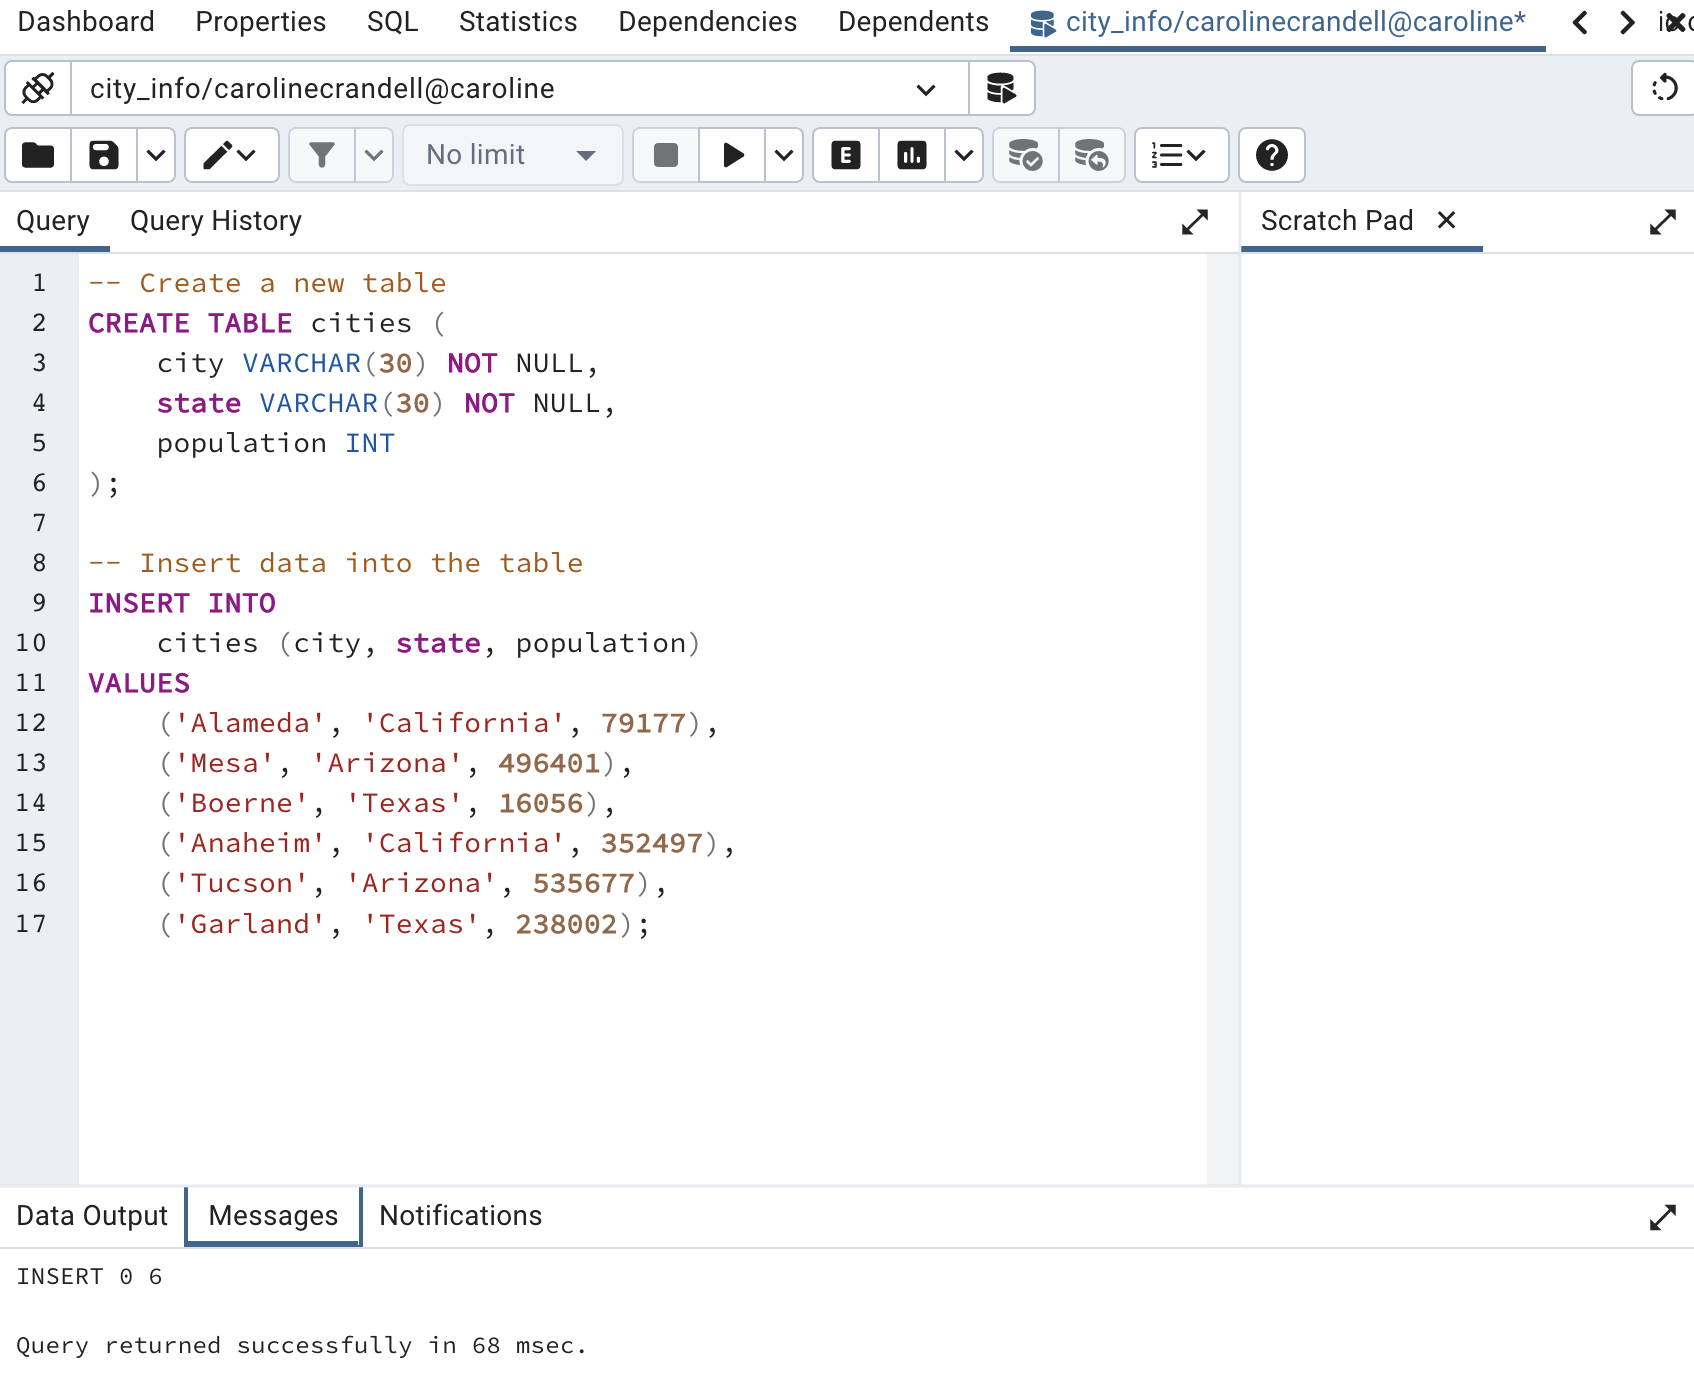 Dashboard Properties SQL Statistics Dependencies Dependents city_info/carolinecrandell@caroline*
city_info/carolinecrandell@caroline
No limit E
Query Query History Scratch Pad
1 -- Create a new table
2 CREATE TABLE cities (
3 city VARCHAR(30) NOT NULL,
4 state VARCHAR(30) NOT NULL,
5 population INT
6 );
7
8 -- Insert data into the table
9 INSERT INTO
10 cities (city, state, population)
11 VALUES
12 ('Alameda', 'California', 79177),
13 ('Mesa', 'Arizona', 496401),
14 ('Boerne', 'Texas', 16056),
15 ('Anaheim', 'California', 352497),
16 ('Tucson', 'Arizona', 535677),
17 ('Garland', 'Texas', 238002);
Data Output Messages Notifications
INSERT 0 6
Query returned successfully in 68 msec.